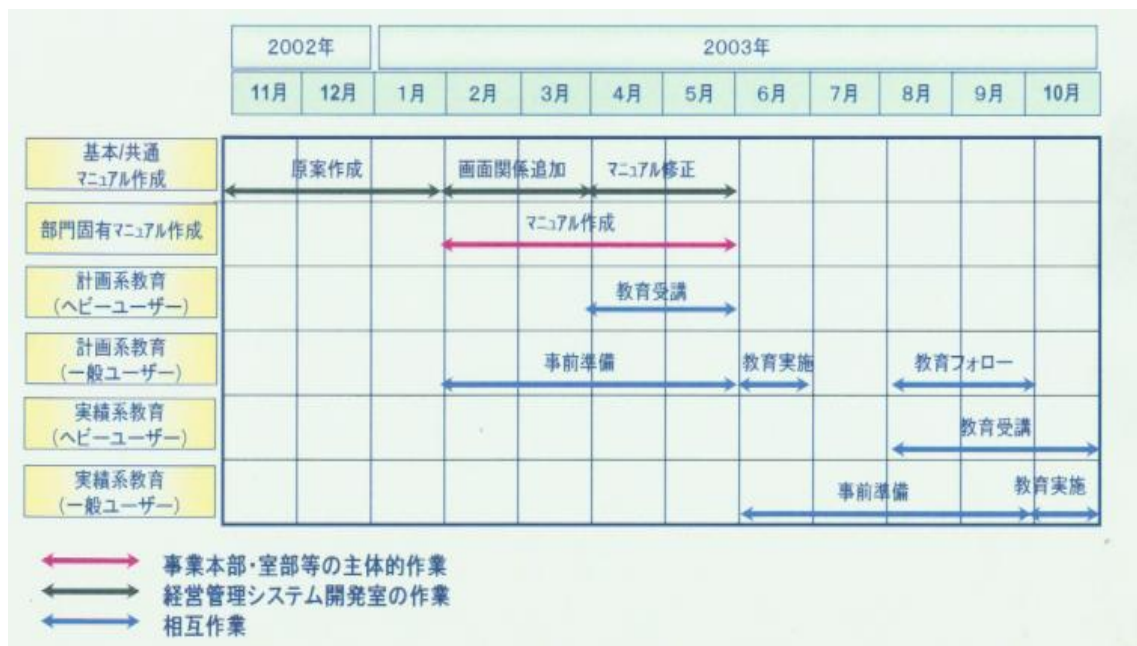 2002年 2003年
11月 12月 1月 2月 3月 4月 5月 6月 7月 8月 9月 10月
基本/共通
マニュアル作成
原案作成 画面関係追加 マニュアル修正
部門固有マニュアル作成
マニュアル作成
計画系教育
(ヘビーユーザー)
教育受講
計画系教育
(一般ユーザー)
事前準備 教育実施 教育フォロー
実績系教育
(ヘビーユーザー)
教育受講
実績系教育
(一般ユーザー)
事前準備 教育実施
事業本部・室部等の主体的作業
経営管理システム開発室の作業
相互作業